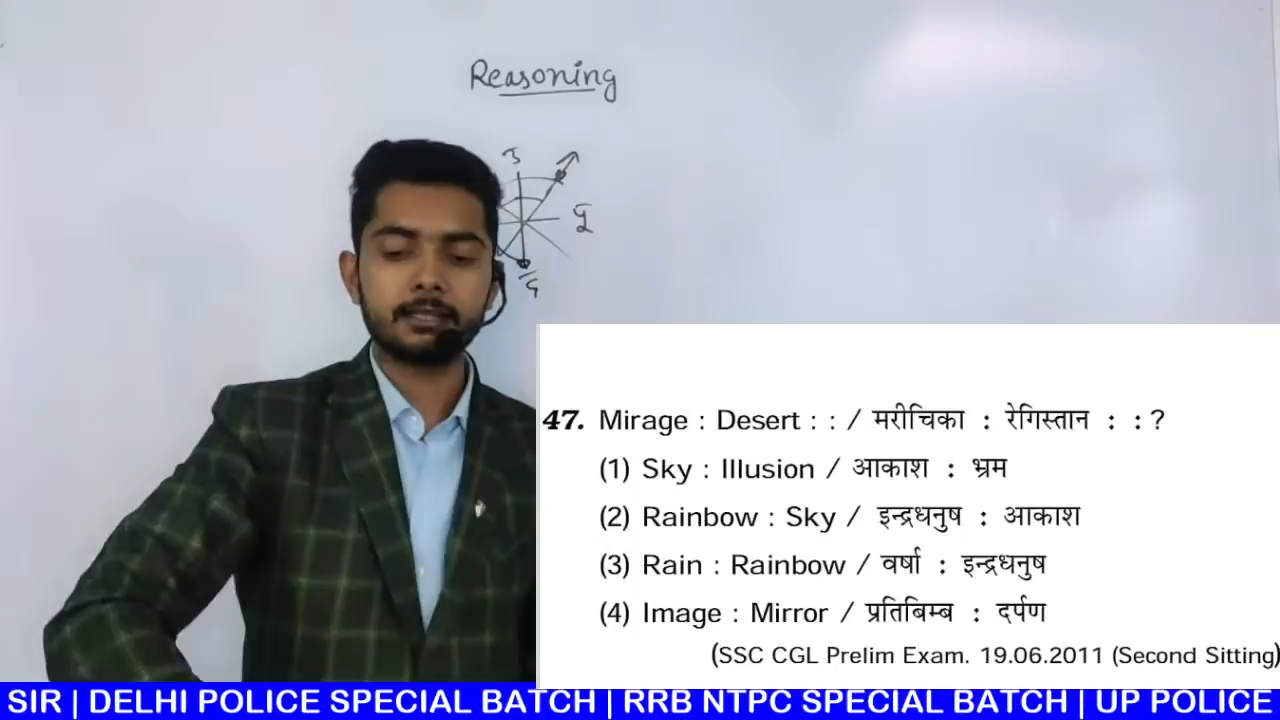 Reasoning
उ
पू
47. Mirage : Desert : : / मरीचिका : रेगिस्तान : : ?
(1) Sky : Illusion / आकाश : भ्रम
(2) Rainbow : Sky / इन्द्रधनुष : आकाश
(3) Rain : Rainbow / वर्षा : इन्द्रधनुष
(4) Image : Mirror / प्रतिबिम्ब : दर्पण
(SSC CGL Prelim Exam. 19.06.2011 (Second Sitting)
SIR | DELHI POLICE SPECIAL BATCH | RRB NTPC SPECIAL BATCH | UP POLICE